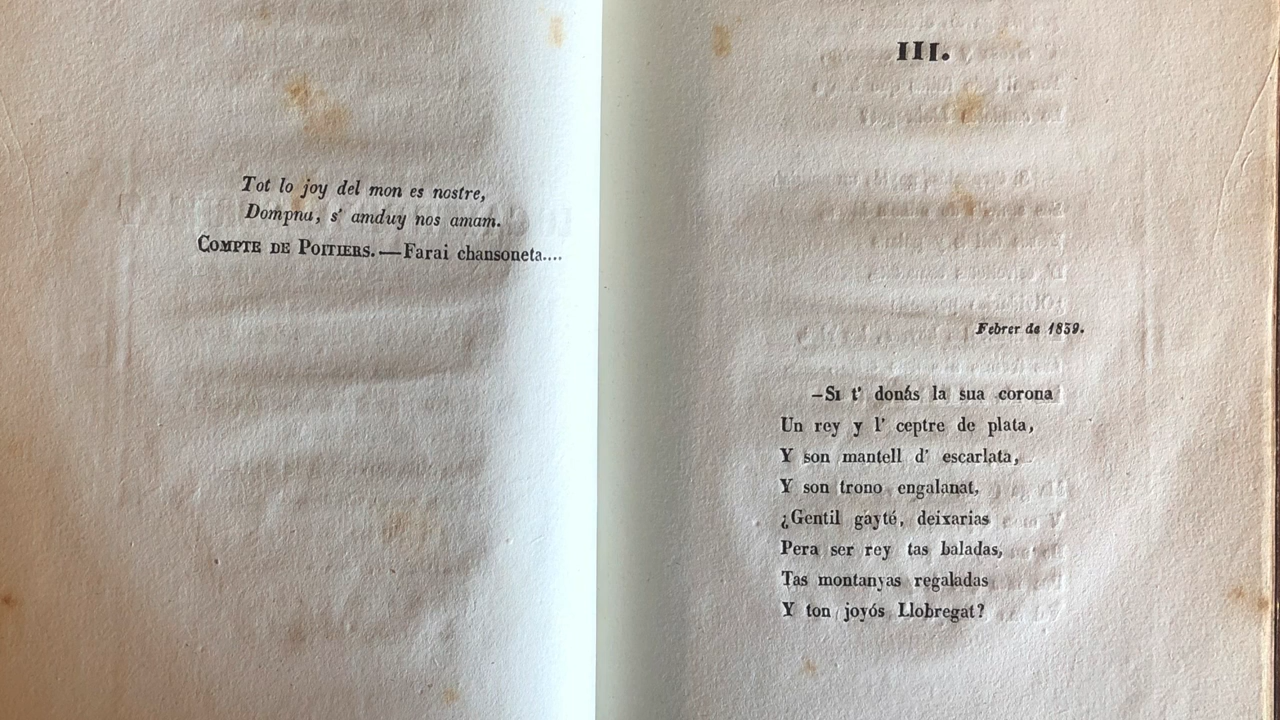 Tot lo joy del mon es nostre,
Dompna, s' amduy nos amam.
COMPTE DE POITIERS.—Farai chansoneta....
III.
Febrer de 1839.
—SI t' donás la sua corona
Un rey y l' ceptre de plata,
Y son mantell d' escarlata,
Y son trono engalanat,
¿Gentil gayté, deixarias
Pera ser rey tas baladas,
Tas montanyas regaladas
Y ton joyós Llobregat?